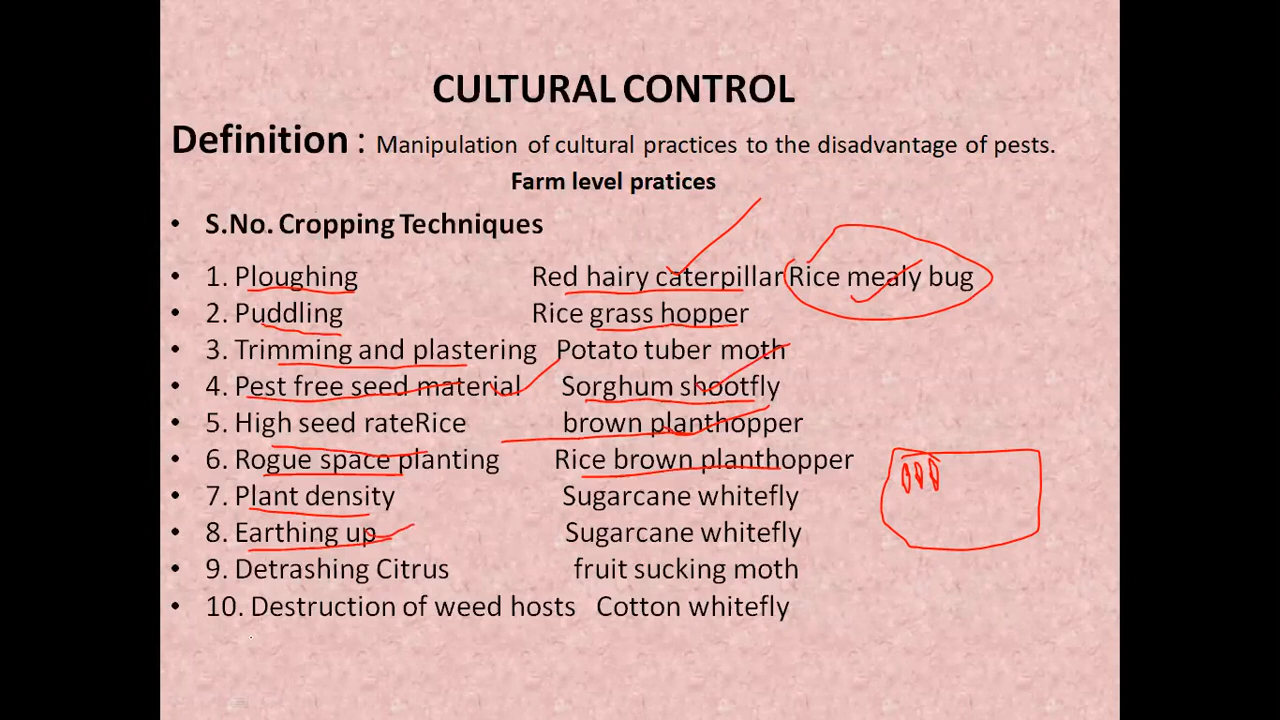 CULTURAL CONTROL
Definition : Manipulation of cultural practices to the disadvantage of pests.
Farm level pratices
• S.No. Cropping Techniques
• 1. Ploughing Red hairy caterpillar Rice mealy bug
• 2. Puddling Rice grass hopper
• 3. Trimming and plastering Potato tuber moth
• 4. Pest free seed material Sorghum shootfly
• 5. High seed rateRice brown planthopper
• 6. Rogue space planting Rice brown planthopper
• 7. Plant density Sugarcane whitefly
• 8. Earthing up Sugarcane whitefly
• 9. Detrashing Citrus fruit sucking moth
• 10. Destruction of weed hosts Cotton whitefly